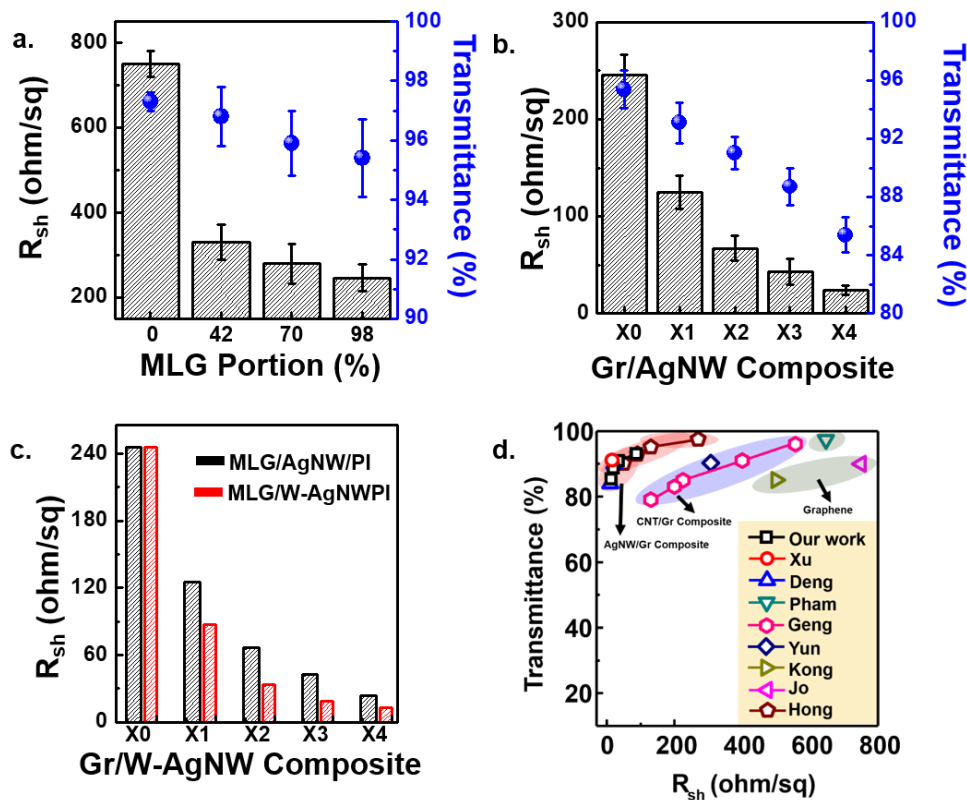 a.
800
600
400
200
R_sh (ohm/sq)
100
98
96
94
92
90
Transmittance (%)
0 42 70 98
MLG Portion (%)
b.
300
200
100
0
R_sh (ohm/sq)
100
96
92
88
84
80
Transmittance (%)
X0 X1 X2 X3 X4
Gr/AgNW Composite
c.
240
180
120
60
0
R_sh (ohm/sq)
MLG/AgNW/PI
MLG/W-AgNWPI
X0 X1 X2 X3 X4
Gr/W-AgNW Composite
d.
100
80
60
40
20
Transmittance (%)
CNT/Gr Composite
Graphene
AgNW/Gr Composite
Our work
Xu
Deng
Pham
Geng
Yun
Kong
Jo
Hong
0 200 400 600 800
R_sh (ohm/sq)